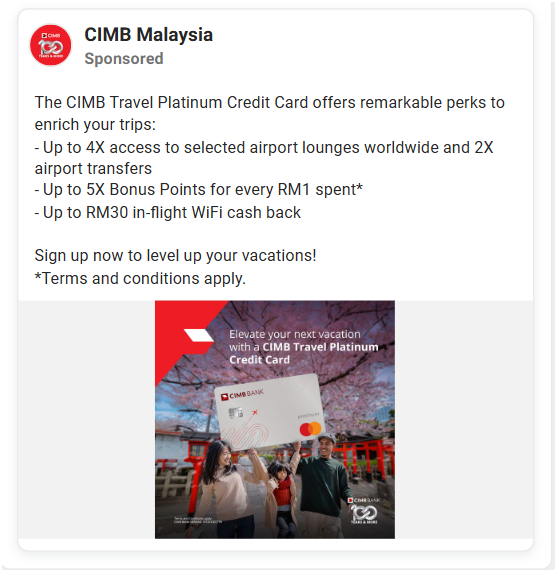 CIMB Malaysia
Sponsored
The CIMB Travel Platinum Credit Card offers remarkable perks to
enrich your trips:
- Up to 4X access to selected airport lounges worldwide and 2X
airport transfers
- Up to 5X Bonus Points for every RM1 spent*
- Up to RM30 in-flight WiFi cash back
Sign up now to level up your vacations!
*Terms and conditions apply.
Elevate your next vacation
with a CIMB Travel Platinum
Credit Card
CIMB BANK
CIMB BANK
100
YEARS & MORE